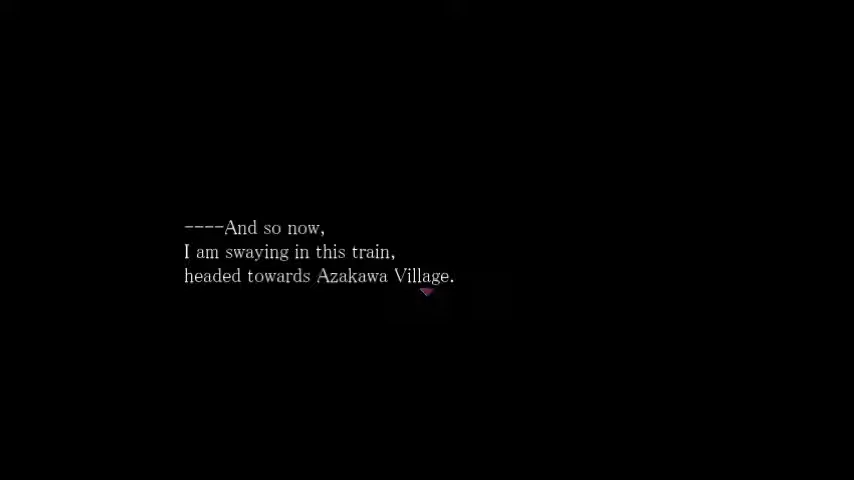 ----And so now,
I am swaying in this train,
headed towards Azakawa Village.